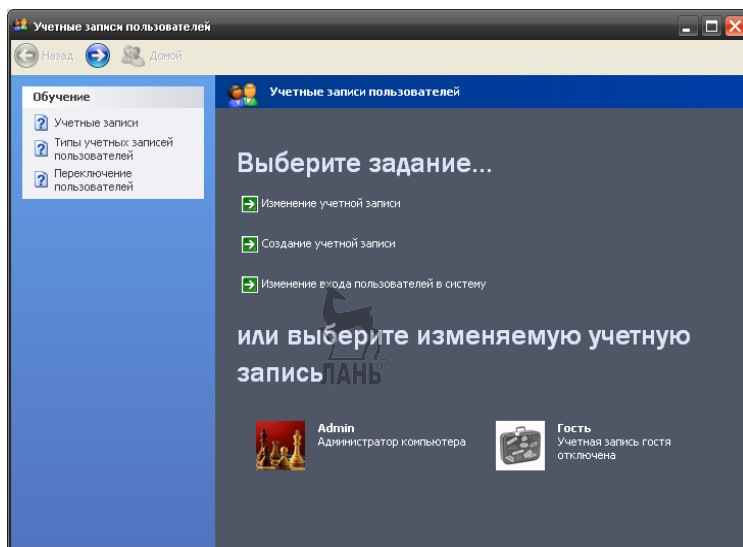 Учетные записи пользователей
Назад
Домой
Обучение
Учетные записи
Типы учетных записей
пользователей
Переключение
пользователей
Учетные записи пользователей
Выберите задание...
Изменение учетной записи
Создание учетной записи
Изменение входа пользователей в систему
или выберите изменяемую учетную
запись
ЛАНЬ®
Admin
Администратор компьютера
Гость
Учетная запись гостя
отключена